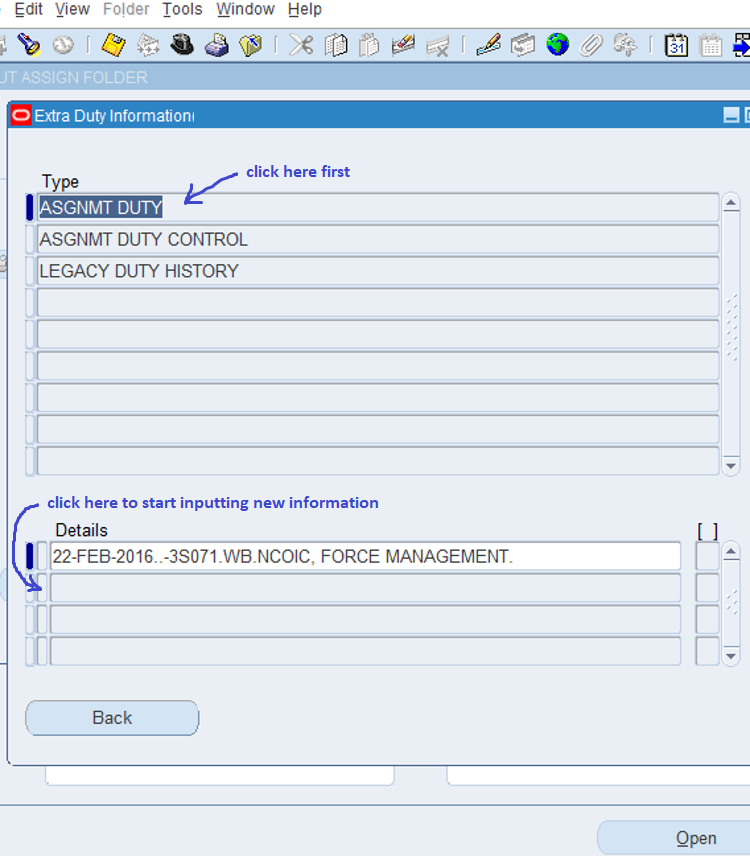 Edit View Folder Tools Window Help
31
UT ASSIGN FOLDER
Extra Duty Information
click here first
Type
ASGNMT DUTY
ASGNMT DUTY CONTROL
LEGACY DUTY HISTORY
click here to start inputting new information
Details [ ]
22-FEB-2016..-3S071.WB.NCOIC, FORCE MANAGEMENT.
Back
Open